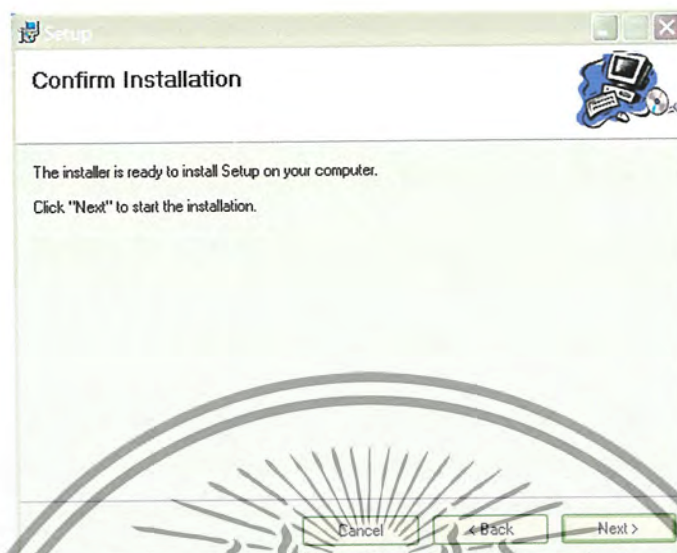 Setup
Confirm Installation
The installer is ready to install Setup on your computer.
Click "Next" to start the installation.
Cancel
< Back
Next >